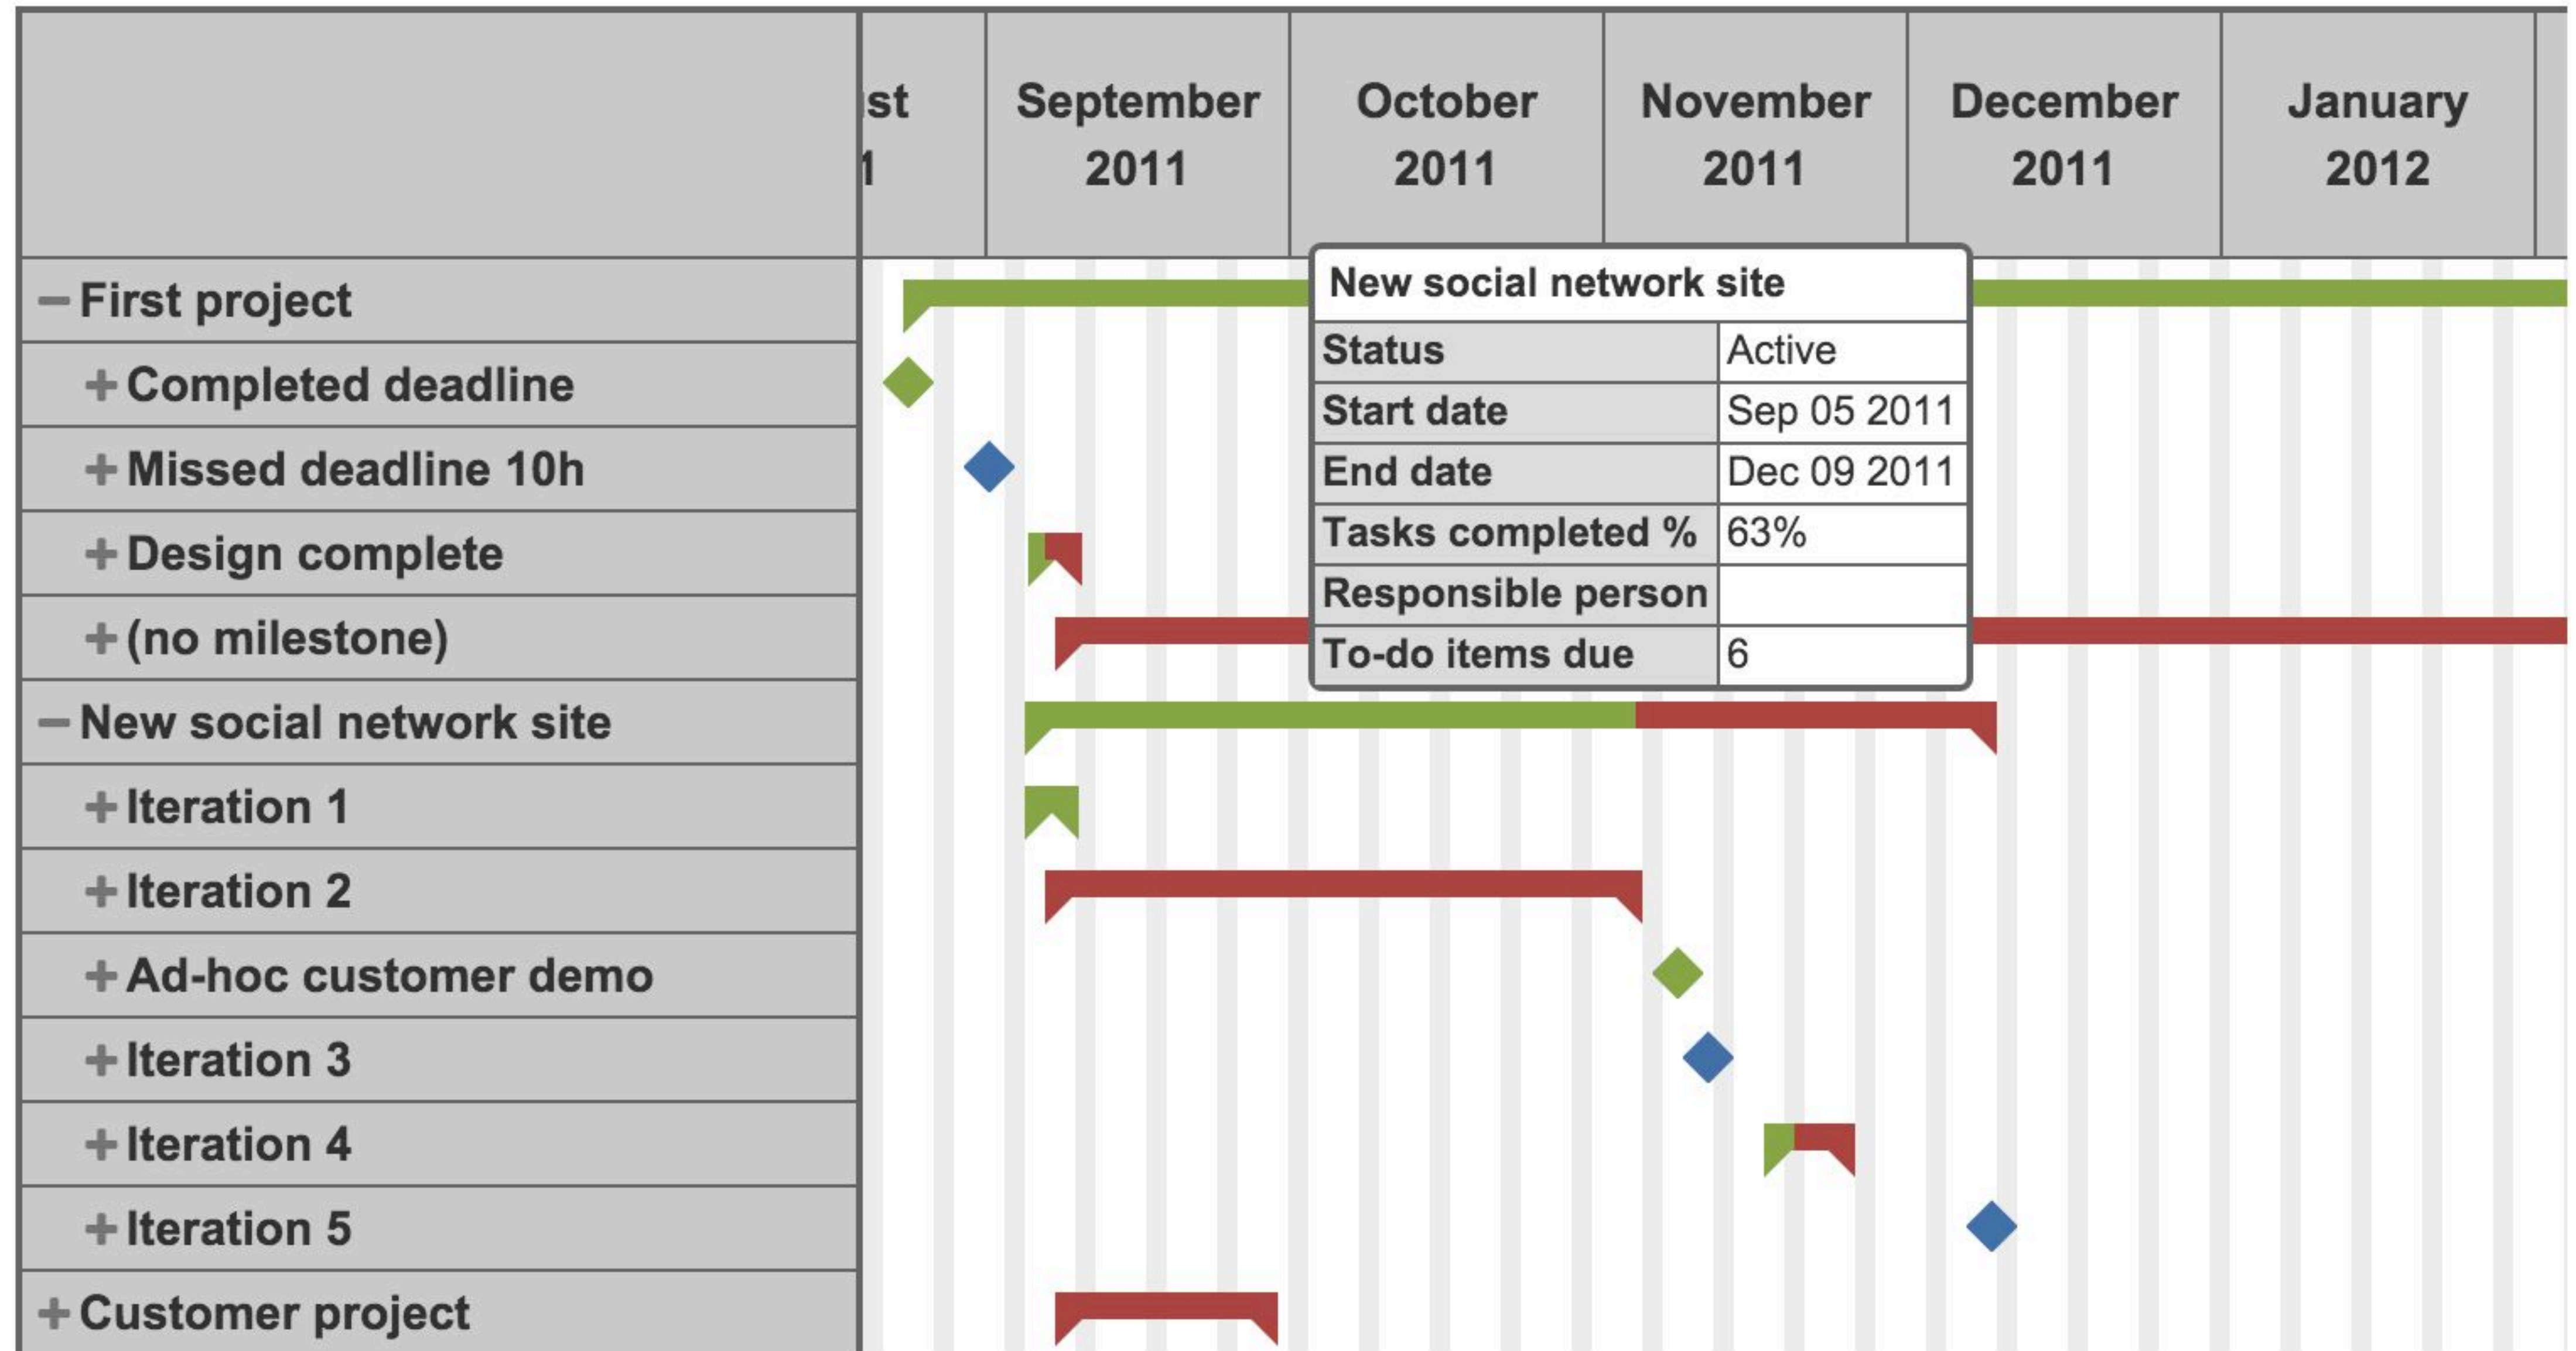 st
1
September
2011
October
2011
November
2011
December
2011
January
2012
First project
Completed deadline
Missed deadline 10h
Design complete
(no milestone)
New social network site
Iteration 1
Iteration 2
Ad-hoc customer demo
Iteration 3
Iteration 4
Iteration 5
Customer project
New social network site
Status Active
Start date Sep 05 2011
End date Dec 09 2011
Tasks completed % 63%
Responsible person
To-do items due 6